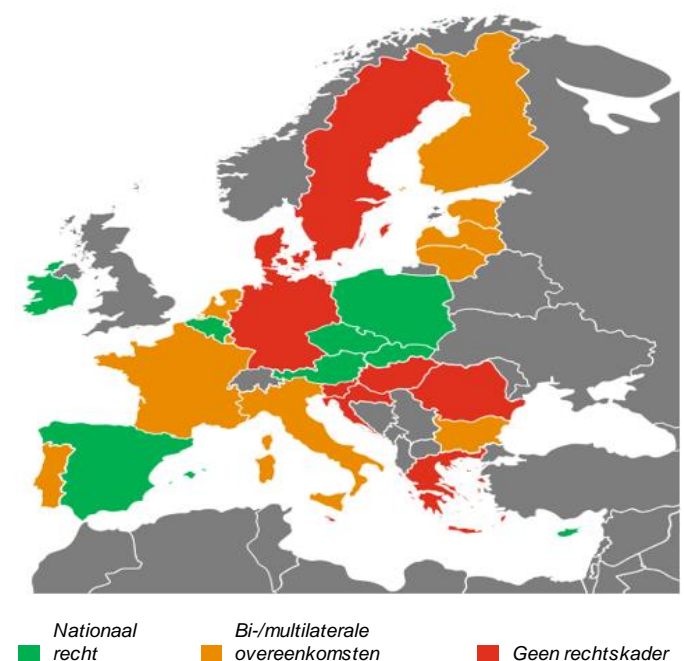 Nationaal
recht
Bi-/multilaterale
overeenkomsten
Geen rechtskader